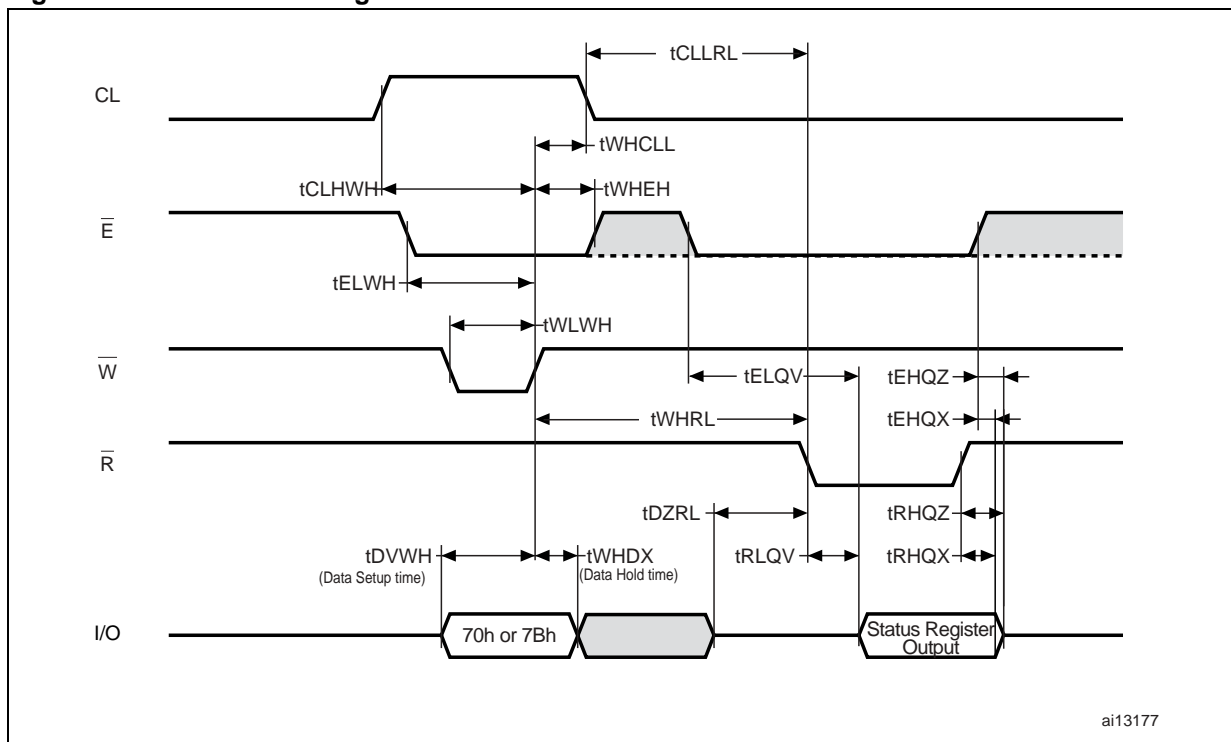 tCLLRL
CL
tWHCLL
tCLHWH
tWHEH
E
tELWH
tWLWH
W
tELQV
tEHQZ
tWHRL
tEHQX
R
tDZRL
tRHQZ
tDVWH
(Data Setup time)
tWHDX
(Data Hold time)
tRLQV
tRHQX
I/O
70h or 7Bh
Status Register
Output
ai13177